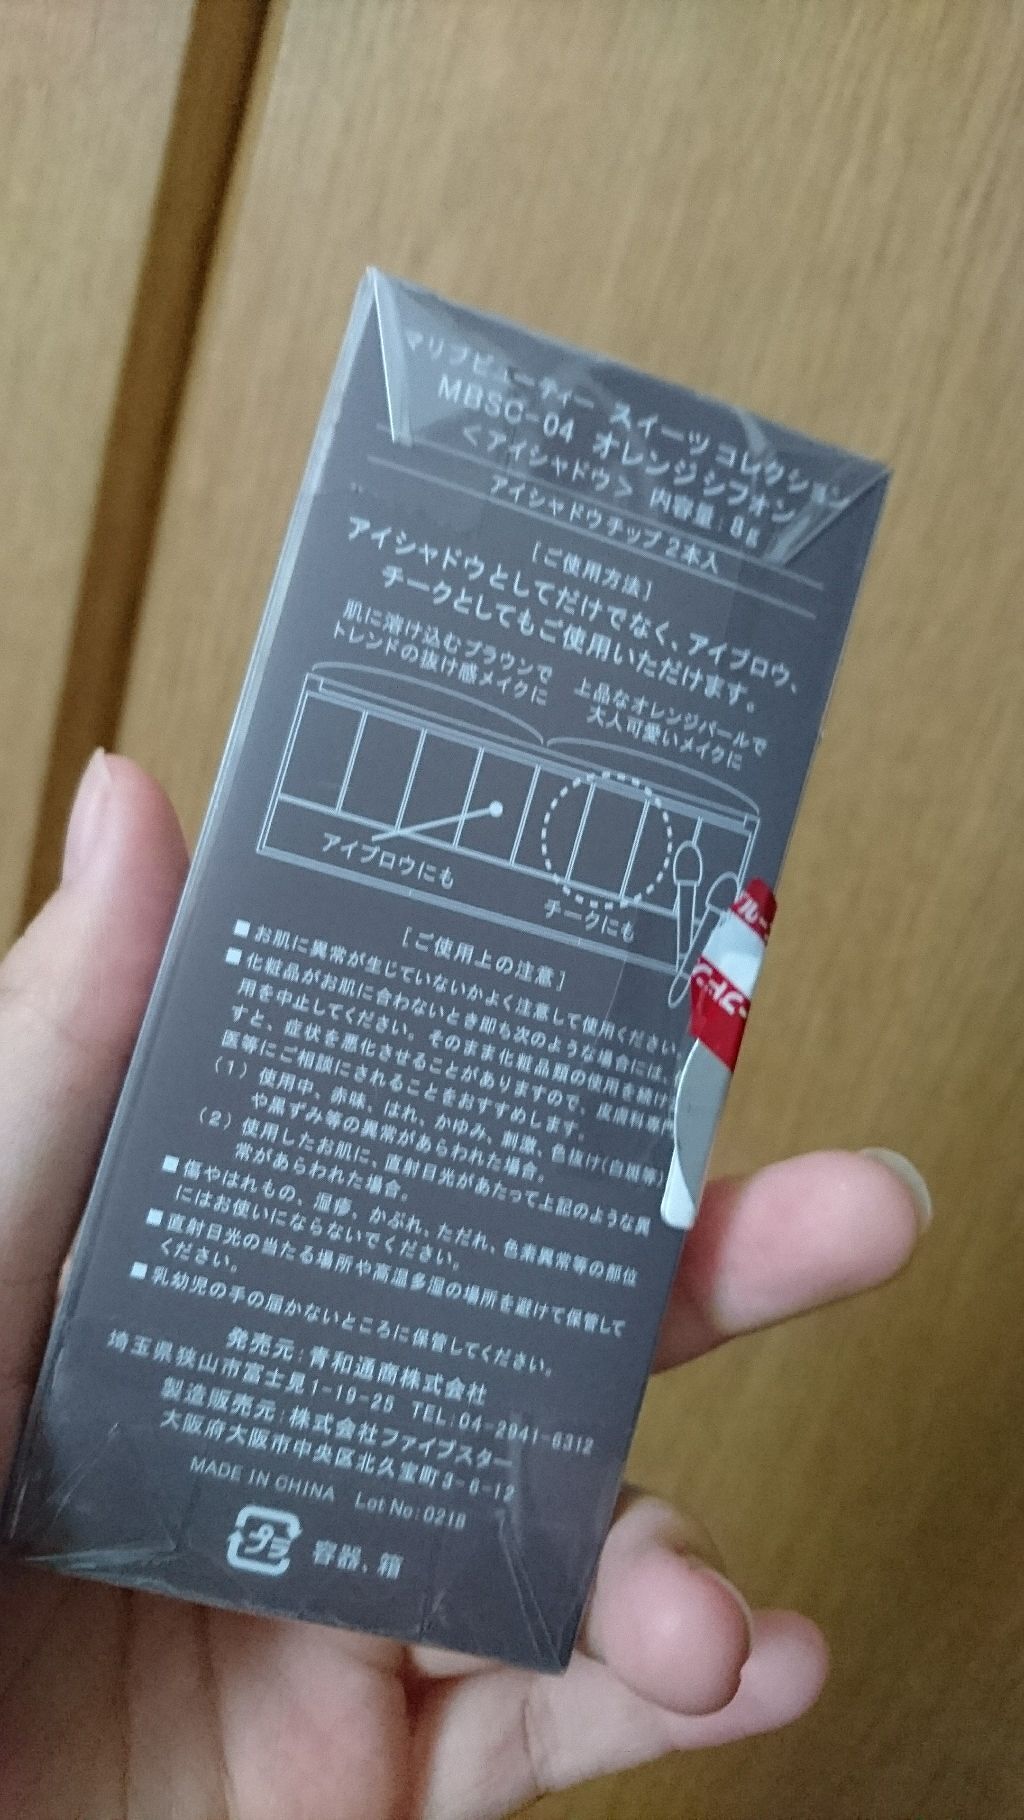 マリブビューティー スイーツ コレクション
MBSC-04 オレンジシフォン
<アイシャドウ> 内容量:8g
アイシャドウチップ 2本入
[ご使用方法]
アイシャドウとしてだけでなく、アイブロウ、
チークとしてもご使用いただけます。
肌に溶け込むブラウンで
トレンドの抜け感メイクに
上品なオレンジパールで
大人可愛いメイクに
アイブロウにも
チークにも
[ご使用上の注意]
■お肌に異常が生じていないかよく注意して使用ください
■化粧品がお肌に合わないとき即ち次のような場合には、
用を中止してください。そのまま化粧品類の使用を続け
すと、症状を悪化させることがありますので、皮膚科専門
医等にご相談にされることをおすすめします。
(1) 使用中、赤味、はれ、かゆみ、刺激、色抜け(白斑等)
や黒ずみ等の異常があらわれた場合。
(2) 使用したお肌に、直射日光があたって上記のような異
常があらわれた場合。
■傷やはれもの、湿疹、かぶれ、ただれ、色素異常等の部位
にはお使いにならないでください。
■直射日光の当たる場所や高温多湿の場所を避けて保管して
ください。
■乳幼児の手の届かないところに保管してください。
発売元:青和通商株式会社
埼玉県狭山市富士見1-19-25 TEL:04-2941-6312
製造販売元:株式会社ファイブスター
大阪府大阪市中央区北久宝町3-6-12
MADE IN CHINA Lot No:0218
プラ 容器、箱